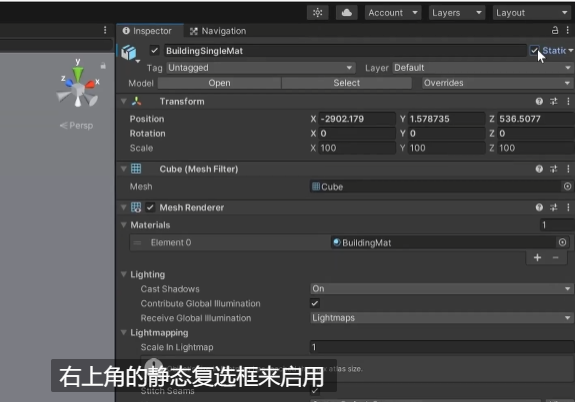 Account Layers Layout
Inspector Navigation
BuildingSingleMat Static
Tag Untagged Layer Default
Model Open Select Overrides
Transform
Position X -2902.179 Y 1.578735 Z 536.5077
Rotation X 0 Y 0 Z 0
Scale X 100 Y 100 Z 100
Cube (Mesh Filter)
Mesh Cube
Mesh Renderer
Materials 1
Element 0 BuildingMat
Lighting
Cast Shadows On
Contribute Global Illumination
Receive Global Illumination Lightmaps
Lightmapping
Scale In Lightmap 1
atlas size.
右上角的静态复选框来启用
Stitch Seams
y
z x
Persp